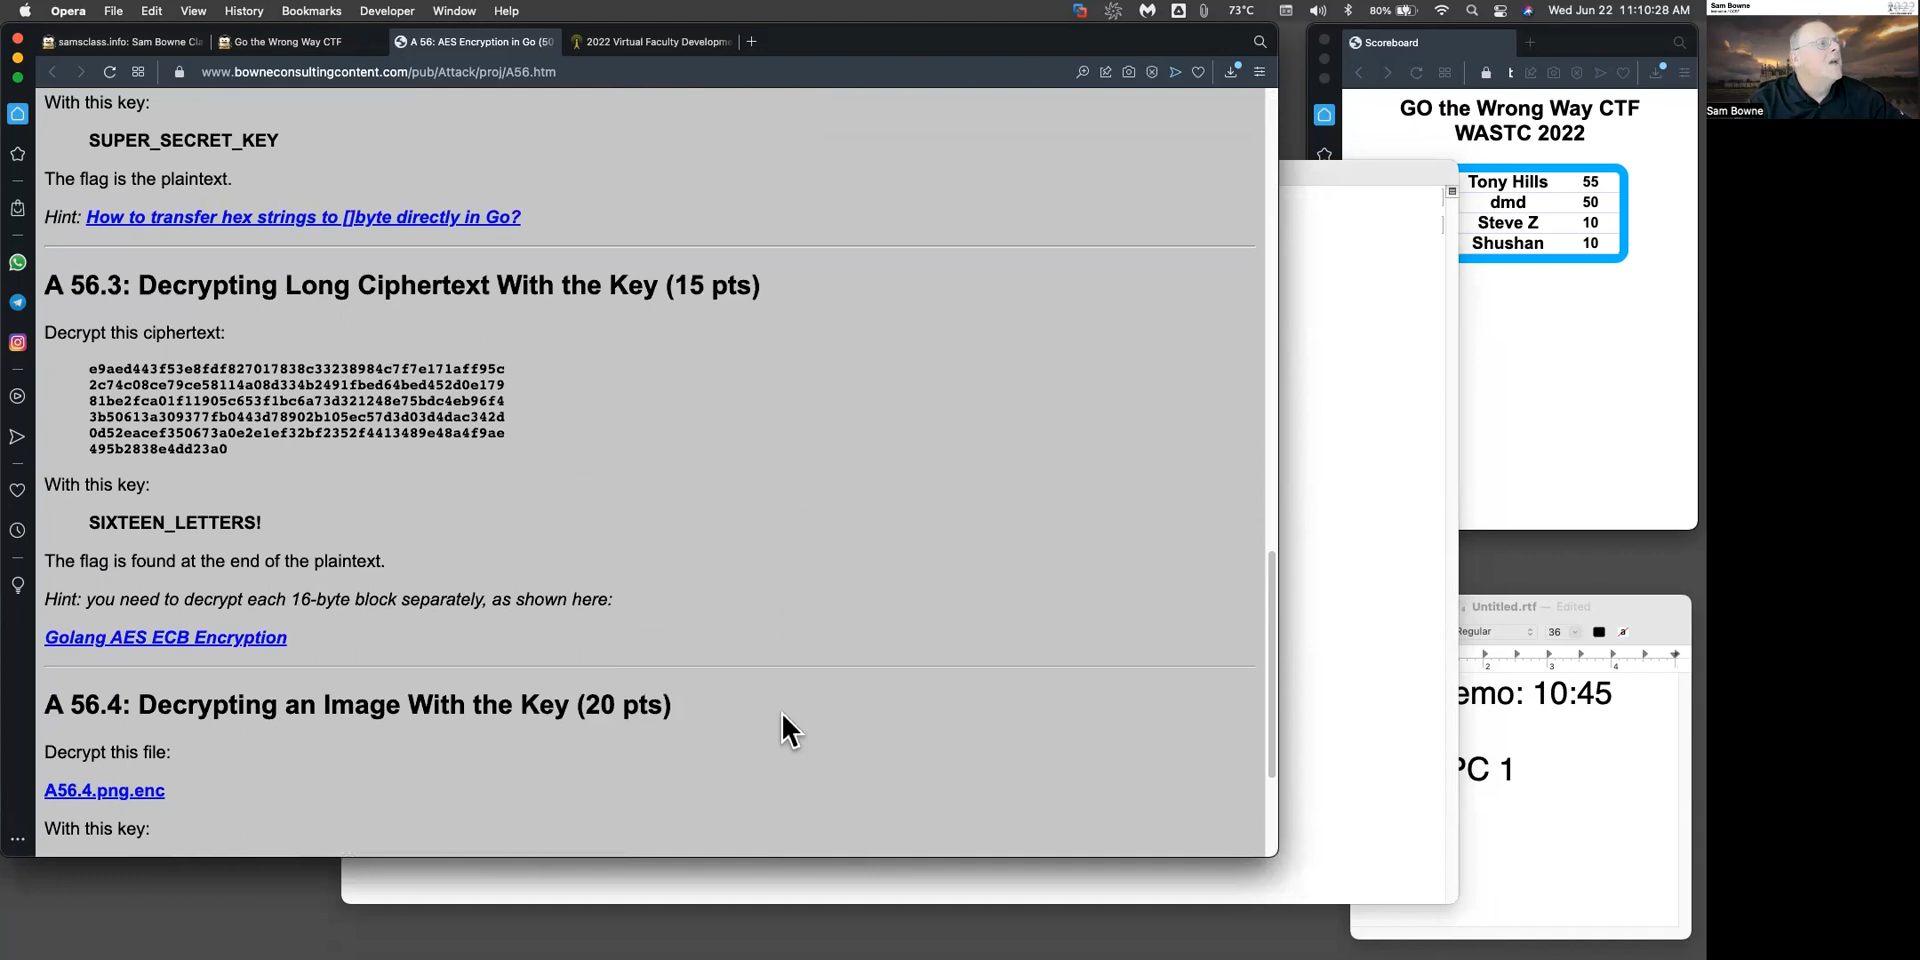 Opera File Edit View History Bookmarks Developer Window Help
73°C 80% Wed Jun 22 11:10:28 AM
samsclass.info: Sam Bowne Cla
Go the Wrong Way CTF
A 56: AES Encryption in Go (50
2022 Virtual Faculty Developme
www.bowneconsultingcontent.com/pub/Attack/proj/A56.htm
With this key:
SUPER_SECRET_KEY
The flag is the plaintext.
Hint: How to transfer hex strings to []byte directly in Go?
A 56.3: Decrypting Long Ciphertext With the Key (15 pts)
Decrypt this ciphertext:
e9aed443f53e8fdf827017838c33238984c7f7e171aff95c
2c74c08ce79ce58114a08d334b2491fbed64bed452d0e179
81be2fca01f11905c653f1bc6a73d321248e75bdc4eb96f4
3b50613a309377fb0443d78902b105ec57d3d03d4dac342d
0d52eacef350673a0e2e1ef32bf2352f4413489e48a4f9ae
495b2838e4dd23a0
With this key:
SIXTEEN_LETTERS!
The flag is found at the end of the plaintext.
Hint: you need to decrypt each 16-byte block separately, as shown here:
Golang AES ECB Encryption
A 56.4: Decrypting an Image With the Key (20 pts)
Decrypt this file:
A56.4.png.enc
With this key:
Scoreboard
GO the Wrong Way CTF
WASTC 2022
Tony Hills 55
dmd 50
Steve Z 10
Shushan 10
Untitled.rtf — Edited
Regular 36
2 3 4
emo: 10:45
PC 1
Sam Bowne
Sam Bowne